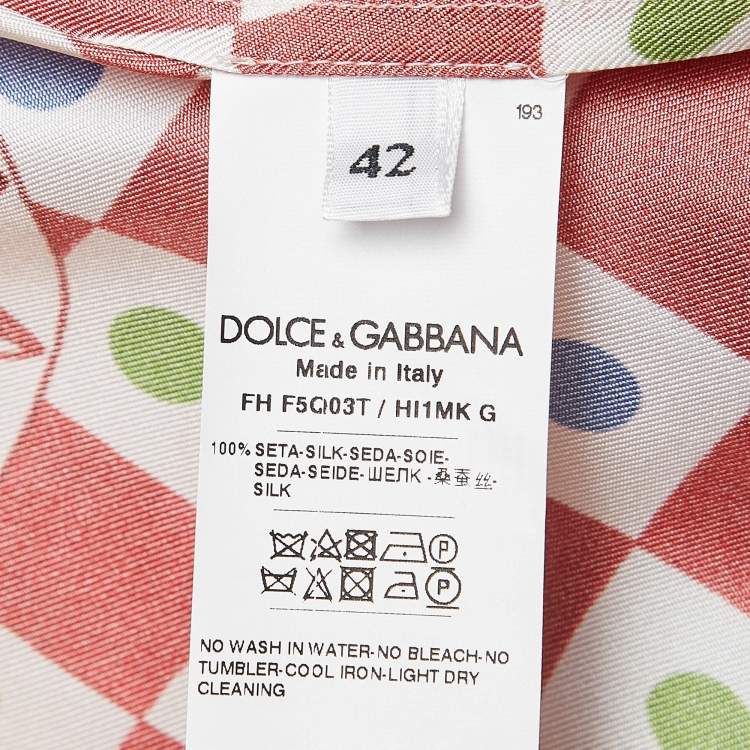 193
42
DOLCE & GABBANA
Made in Italy
FH F5Q03T / HI1MK G
100% SETA-SILK-SEDA-SOIE-
SEDA-SEIDE-ШЕЛК -桑蚕丝-
SILK
P
P
NO WASH IN WATER-NO BLEACH-NO
TUMBLER-COOL IRON-LIGHT DRY
CLEANING